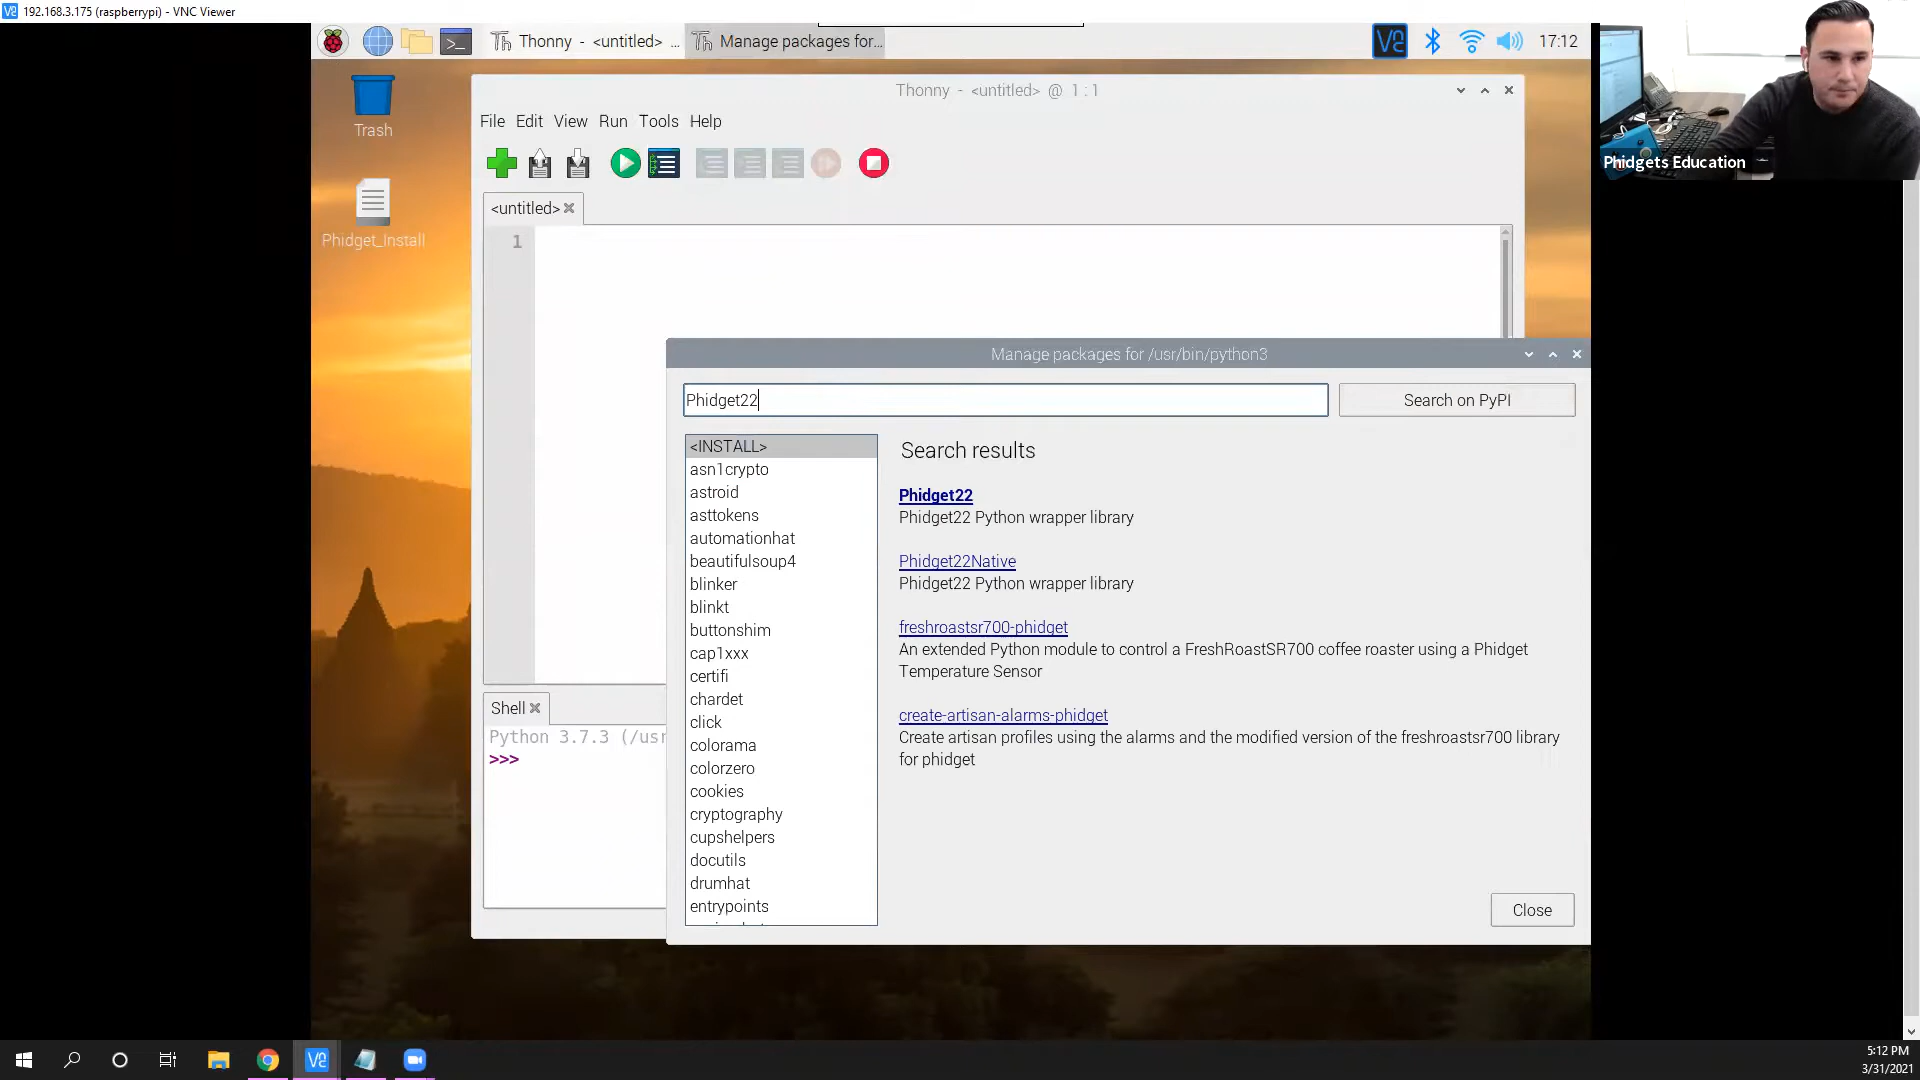 192.168.3.175 (raspberrypi) - VNC Viewer
Thonny - <untitled> ...
Manage packages for...
17:12
Trash
Phidget_Install
Thonny - <untitled> @ 1 : 1
File Edit View Run Tools Help
<untitled>
1
Manage packages for /usr/bin/python3
Phidget22
Search on PyPI
<INSTALL>
asn1crypto
astroid
asttokens
automationhat
beautifulsoup4
blinker
blinkt
buttonshim
cap1xxx
certifi
chardet
click
colorama
colorzero
cookies
cryptography
cupshelpers
docutils
drumhat
entrypoints
Search results
Phidget22
Phidget22 Python wrapper library
Phidget22Native
Phidget22 Python wrapper library
freshroastsr700-phidget
An extended Python module to control a FreshRoastSR700 coffee roaster using a Phidget
Temperature Sensor
create-artisan-alarms-phidget
Create artisan profiles using the alarms and the modified version of the freshroastsr700 library
for phidget
Close
Shell
Python 3.7.3 (/usr
>>>
Phidgets Education
5:12 PM
3/31/2021